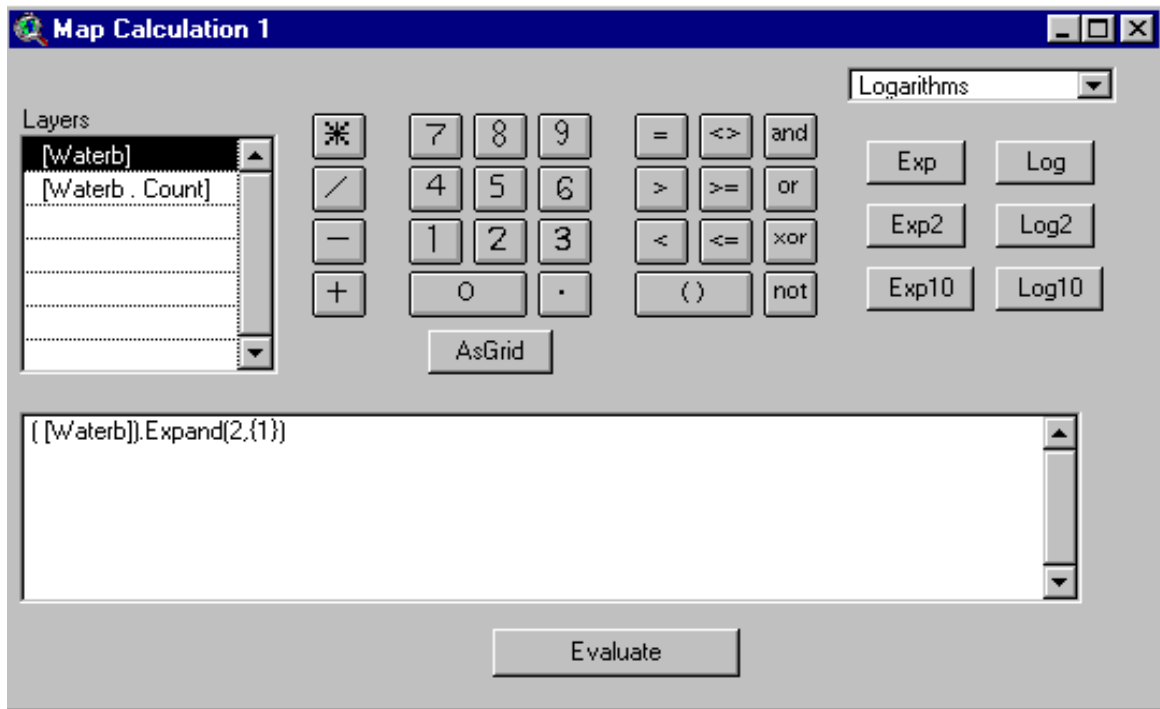 Map Calculation 1
Logarithms
Layers
[Waterb]
[Waterb . Count]
* 7 8 9 = <> and
/ 4 5 6 > >= or
- 1 2 3 < <= xor
+ 0 . ( ) not
AsGrid
Exp Log
Exp2 Log2
Exp10 Log10
( [Waterb]).Expand(2,{1})
Evaluate